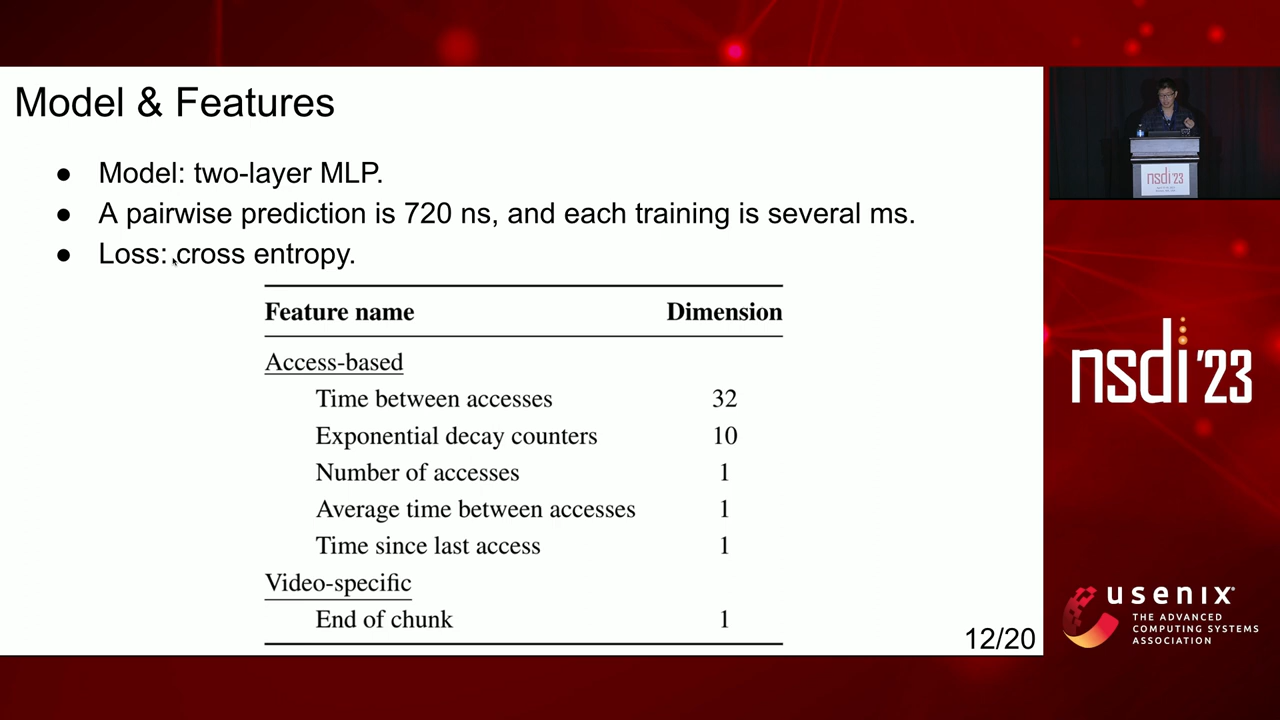 Model & Features
● Model: two-layer MLP.
● A pairwise prediction is 720 ns, and each training is several ms.
● Loss: cross entropy.
Feature name Dimension
Access-based
Time between accesses 32
Exponential decay counters 10
Number of accesses 1
Average time between accesses 1
Time since last access 1
Video-specific
End of chunk 1
12/20
nsdi'23
nsdi '23
usenix
THE ADVANCED
COMPUTING SYSTEMS
ASSOCIATION